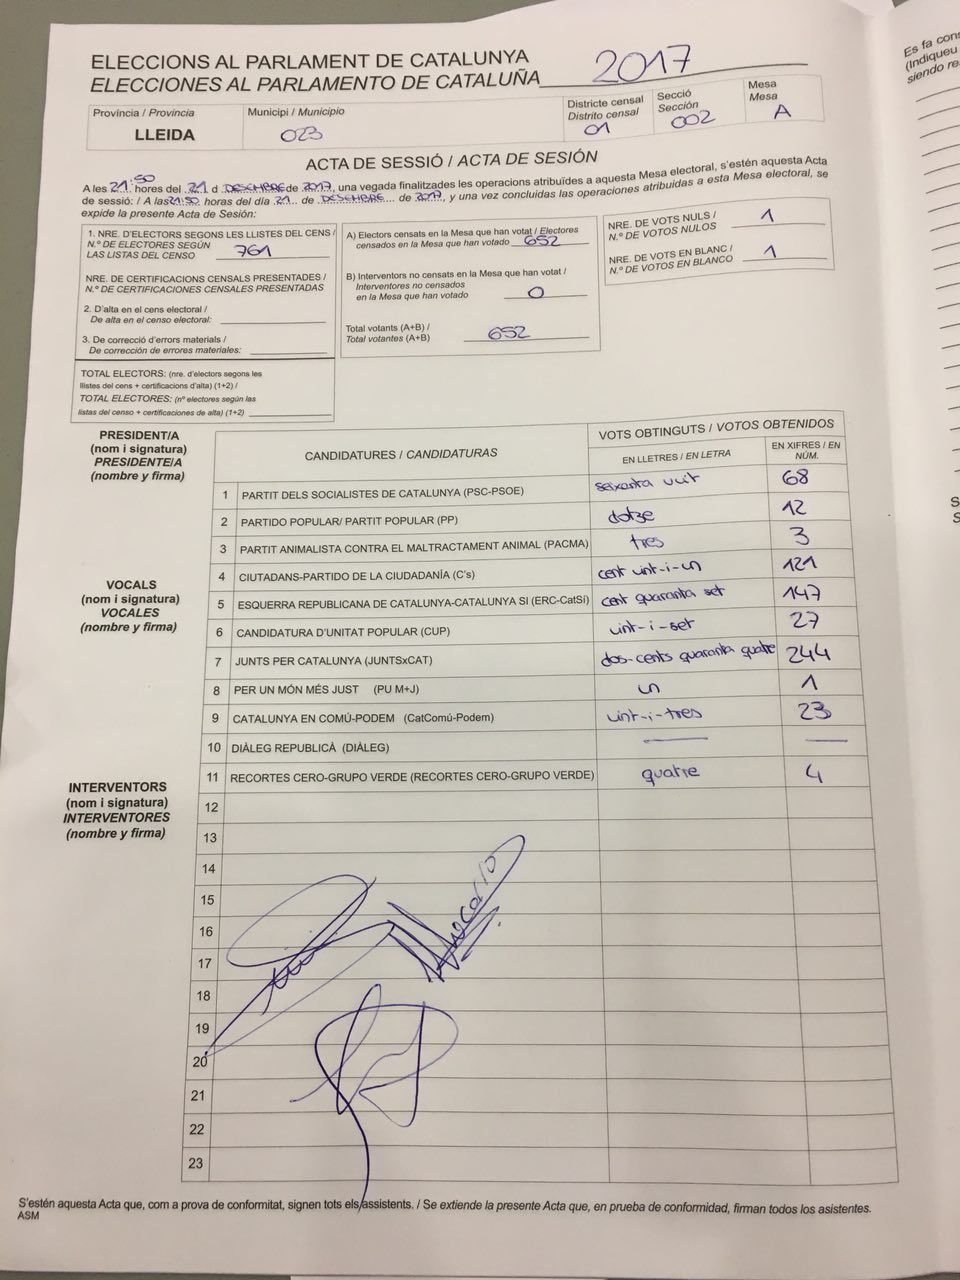 ELECCIONS AL PARLAMENT DE CATALUNYA
ELECCIONES AL PARLAMENTO DE CATALUÑA 2017
Província / Provincia
LLEIDA
Municipi / Municipio
023
Districte censal
Distrito censal
01
Secció
Sección
002
Mesa
Mesa
A
ACTA DE SESSIÓ / ACTA DE SESIÓN
A les 21:50 hores del 21 d DESEMBRE de 2017, una vegada finalitzades les operacions atribuïdes a aquesta Mesa electoral, s'estén aquesta Acta
de sessió: / A las 21:50 horas del día 21 de DESEMBRE de 2017, y una vez concluidas las operaciones atribuidas a esta Mesa electoral, se
expide la presente Acta de Sesión:
1. NRE. D'ELECTORS SEGONS LES LLISTES DEL CENS /
N.º DE ELECTORES SEGÚN
LAS LISTAS DEL CENSO 761
NRE. DE CERTIFICACIONS CENSALS PRESENTADES /
N.º DE CERTIFICACIONES CENSALES PRESENTADAS
2. D'alta en el cens electoral /
De alta en el censo electoral:
3. De correcció d'errors materials /
De corrección de errores materiales:
TOTAL ELECTORS: (nre. d'electors segons les
llistes del cens + certificacions d'alta) (1+2) /
TOTAL ELECTORES: (nº electores según las
listas del censo + certificaciones de alta) (1+2)
A) Electors censats en la Mesa que han votat / Electores
censados en la Mesa que han votado 652
B) Interventors no censats en la Mesa que han votat /
Interventores no censados
en la Mesa que han votado 0
Total votants (A+B) /
Total votantes (A+B) 652
NRE. DE VOTS NULS /
N.º DE VOTOS NULOS 1
NRE. DE VOTS EN BLANC /
N.º DE VOTOS EN BLANCO 1
PRESIDENT/A
(nom i signatura)
PRESIDENTE/A
(nombre y firma)
VOCALS
(nom i signatura)
VOCALES
(nombre y firma)
INTERVENTORS
(nom i signatura)
INTERVENTORES
(nombre y firma)
CANDIDATURES / CANDIDATURAS
VOTS OBTINGUTS / VOTOS OBTENIDOS
EN LLETRES / EN LETRA
EN XIFRES / EN NÚM.
1 PARTIT DELS SOCIALISTES DE CATALUNYA (PSC-PSOE) seixanta vuit 68
2 PARTIDO POPULAR/ PARTIT POPULAR (PP) dotze 12
3 PARTIT ANIMALISTA CONTRA EL MALTRACTAMENT ANIMAL (PACMA) tres 3
4 CIUTADANS-PARTIDO DE LA CIUDADANÍA (C's) cent vint-i-un 121
5 ESQUERRA REPUBLICANA DE CATALUNYA-CATALUNYA SI (ERC-CatSí) cent quaranta set 147
6 CANDIDATURA D'UNITAT POPULAR (CUP) vint-i-set 27
7 JUNTS PER CATALUNYA (JUNTSxCAT) dos-cents quaranta quatre 244
8 PER UN MÓN MÉS JUST (PU M+J) un 1
9 CATALUNYA EN COMÚ-PODEM (CatComú-Podem) vint-i-tres 23
10 DIÀLEG REPUBLICÀ (DIÀLEG)
11 RECORTES CERO-GRUPO VERDE (RECORTES CERO-GRUPO VERDE) quatre 4
12
13
14
15
16
17
18
19
20
21
22
23
S'estén aquesta Acta que, com a prova de conformitat, signen tots els assistents. / Se extiende la presente Acta que, en prueba de conformidad, firman todos los asistentes.
ASM
Es fa
(Indiqueu
siendo